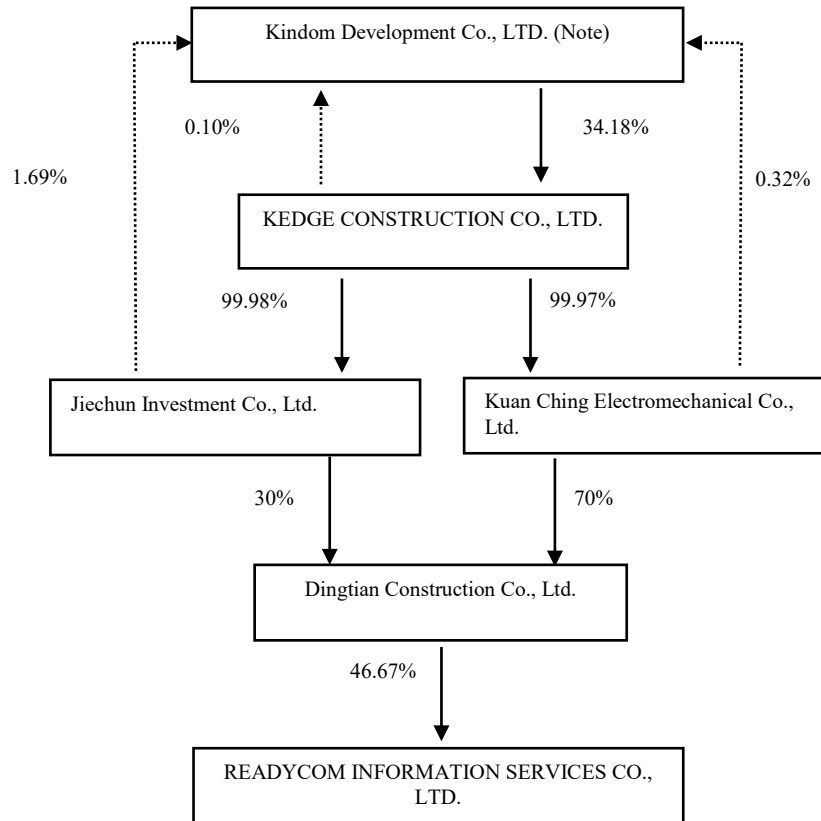 Kindom Development Co., LTD. (Note)
0.10%
34.18%
1.69%
0.32%
KEDGE CONSTRUCTION CO., LTD.
99.98%
99.97%
Jiechun Investment Co., Ltd.
Kuan Ching Electromechanical Co.,
Ltd.
30%
70%
Dingtian Construction Co., Ltd.
46.67%
READYCOM INFORMATION SERVICES CO.,
LTD.